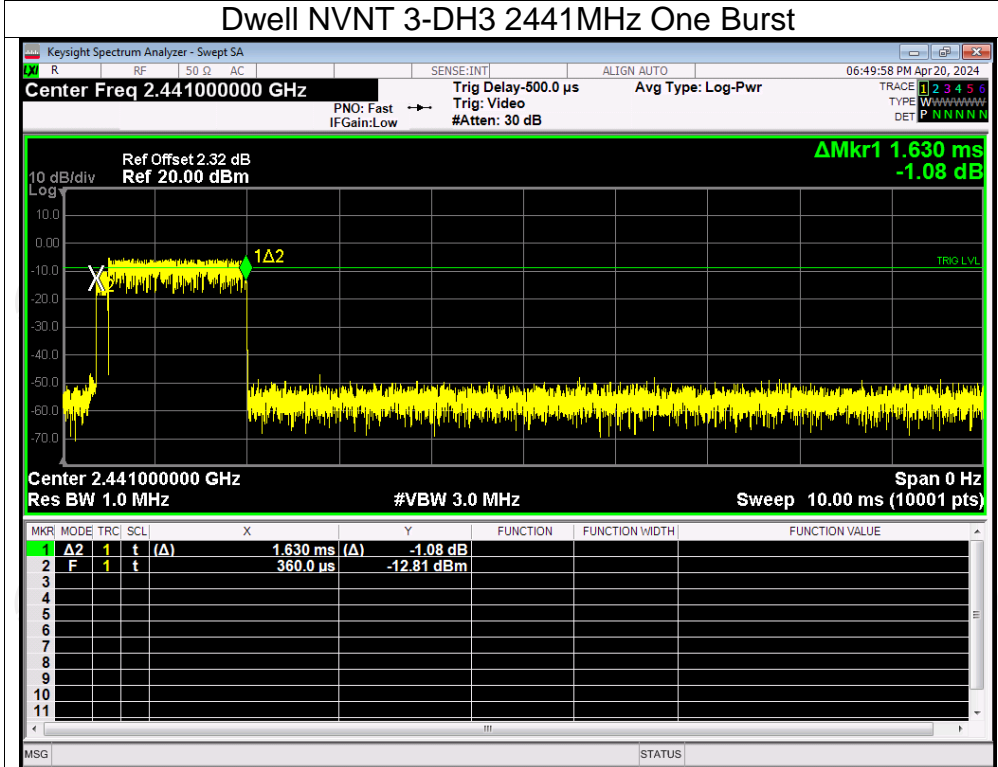 Dwell NVNT 3-DH3 2441MHz One Burst
Keysight Spectrum Analyzer - Swept SA
LXI R RF 50 Ω AC SENSE:INT ALIGN AUTO 06:49:58 PM Apr 20, 2024
Center Freq 2.441000000 GHz Trig Delay-500.0 µs Avg Type: Log-Pwr TRACE 1 2 3 4 5 6
PNO: Fast Trig: Video TYPE WWWWWWW
IFGain:Low #Atten: 30 dB DET P N N N N N
ΔMkr1 1.630 ms
Ref Offset 2.32 dB
10 dB/div Ref 20.00 dBm -1.08 dB
Log
10.0
0.00
1Δ2
TRIG LVL
-10.0
X2
-20.0
-30.0
-40.0
-50.0
-60.0
-70.0
Center 2.441000000 GHz Span 0 Hz
Res BW 1.0 MHz #VBW 3.0 MHz Sweep 10.00 ms (10001 pts)
MKR MODE TRC SCL X Y FUNCTION FUNCTION WIDTH FUNCTION VALUE
1 Δ2 1 t (Δ) 1.630 ms (Δ) -1.08 dB
2 F 1 t 360.0 µs -12.81 dBm
3
4
5
6
7
8
9
10
11
MSG STATUS